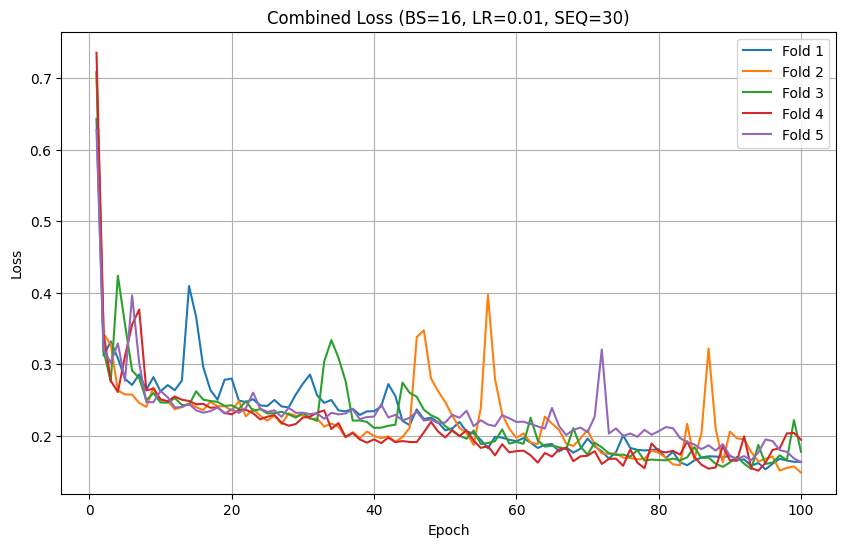 Combined Loss (BS=16, LR=0.01, SEQ=30)
Fold 1
Fold 2
Fold 3
Fold 4
Fold 5
0.7
0.6
0.5
0.4
0.3
0.2
Loss
0
20
40
60
80
100
Epoch